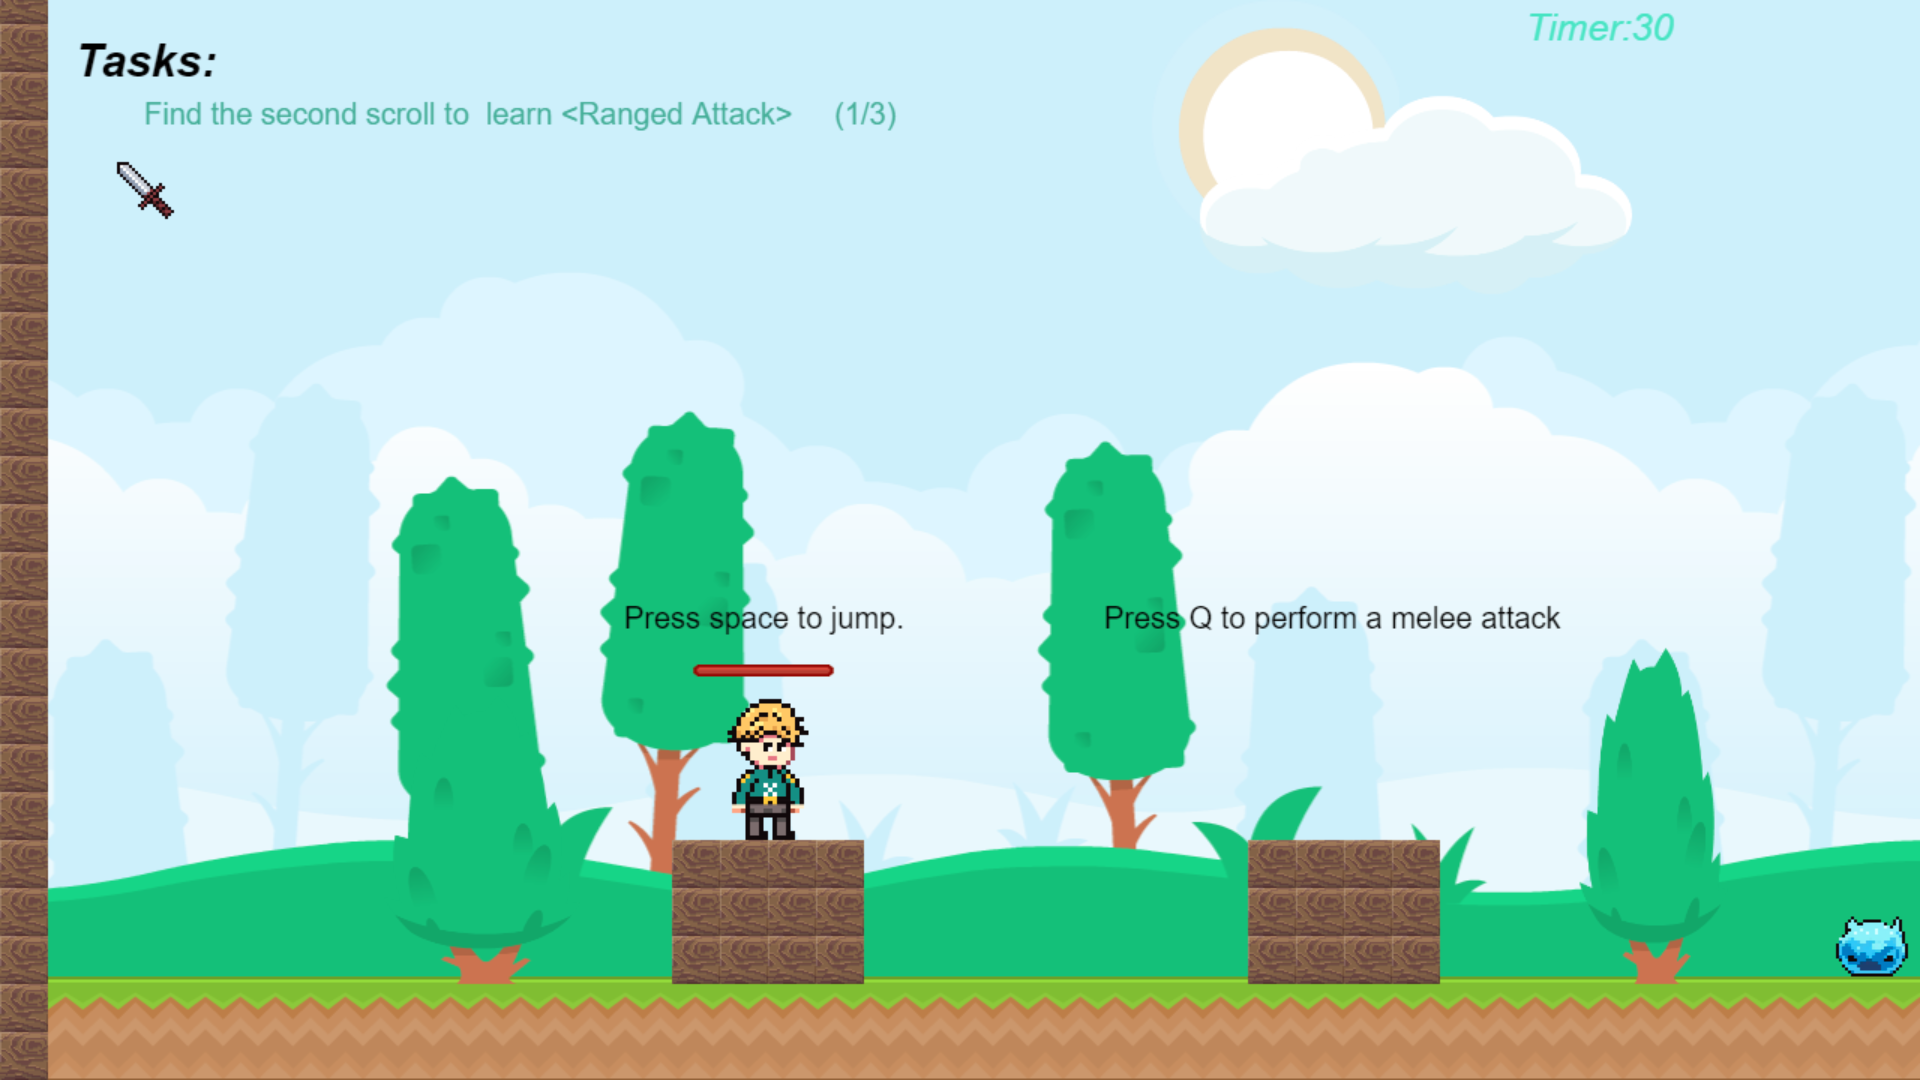 Timer:30
Tasks:
Find the second scroll to  learn <Ranged Attack>    (1/3)
Press space to jump.
Press Q to perform a melee attack